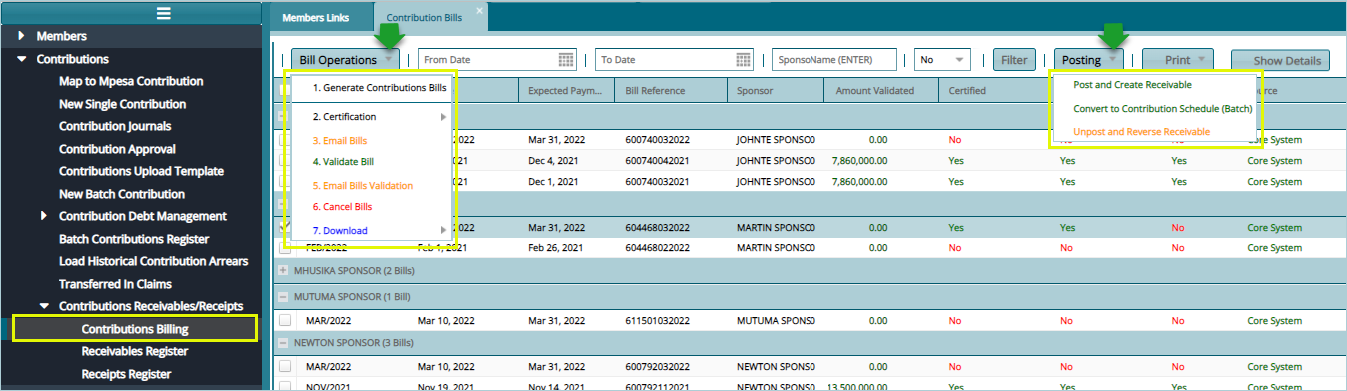 Members Links
Contribution Bills
×
Members
Contributions
Map to Mpesa Contribution
New Single Contribution
Contribution Journals
Contribution Approval
Contributions Upload Template
New Batch Contribution
Contribution Debt Management
Batch Contributions Register
Load Historical Contribution Arrears
Transferred In Claims
Contributions Receivables/Receipts
Contributions Billing
Receivables Register
Receipts Register
Bill Operations From Date To Date SponsoName (ENTER) No Filter Posting Print Show Details
1. Generate Contributions Bills
2. Certification
3. Email Bills
4. Validate Bill
5. Email Bills Validation
6. Cancel Bills
7. Download
Post and Create Receivable
Convert to Contribution Schedule (Batch)
Unpost and Reverse Receivable
Expected Paym... Bill Reference Sponsor Amount Validated Certified
2022 Mar 31, 2022 600740032022 JOHNTE SPONSO 0.00 No No No Core System
2021 Dec 4, 2021 600740042021 JOHNTE SPONSO 7,860,000.00 Yes Yes Yes Core System
2021 Dec 1, 2021 600740032021 JOHNTE SPONSO 7,860,000.00 Yes Yes Yes Core System
2022 Mar 31, 2022 604468032022 MARTIN SPONSO 0.00 Yes Yes No Core System
FEB/2022 Feb 1, 2021 Feb 26, 2021 604468022022 MARTIN SPONSO 0.00 No No No Core System
MHUSIKA SPONSOR (2 Bills)
MUTUMA SPONSOR (1 Bill)
MAR/2022 Mar 10, 2022 Mar 31, 2022 611501032022 MUTUMA SPONS 0.00 No No No Core System
NEWTON SPONSOR (3 Bills)
MAR/2022 Mar 10, 2022 Mar 31, 2022 600792032022 NEWTON SPONSO 0.00 No No No Core System
NOV/2021 Nov 19, 2021 Nov 14, 2021 600792112021 NEWTON SPONSO 13,500,000.00 Yes Yes Yes Core System